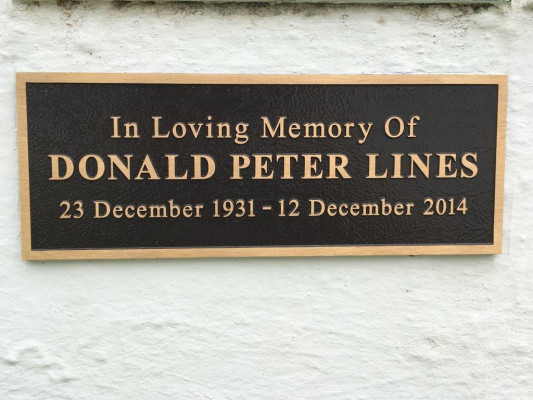 In Loving Memory Of
DONALD PETER LINES
23 December 1931 - 12 December 2014